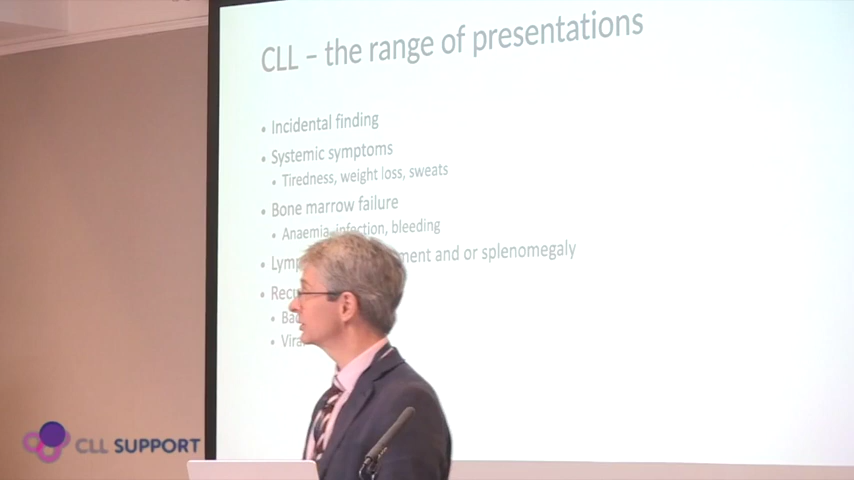 CLL – the range of presentations
• Incidental finding
• Systemic symptoms
• Tiredness, weight loss, sweats
• Bone marrow failure
• Anaemia, infection, bleeding
• and or splenomegaly
CLL SUPPORT